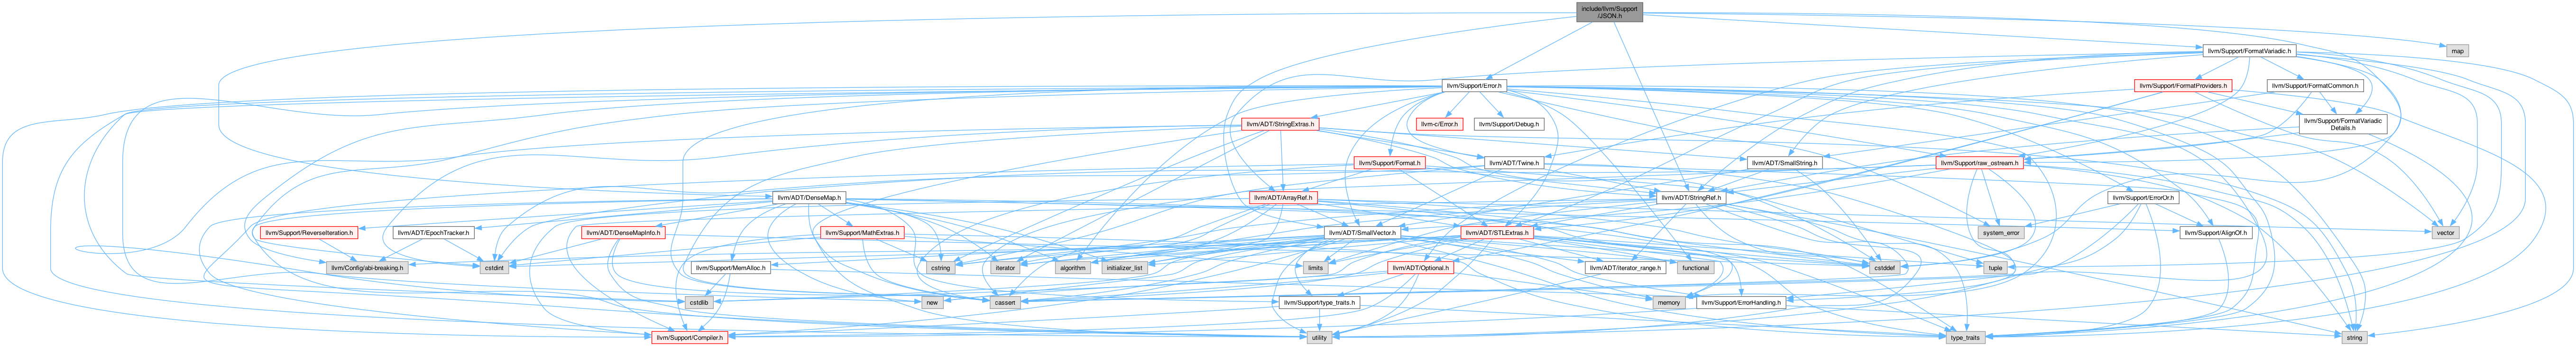 include/llvm/Support
/JSON.h
llvm/Support/FormatVariadic.h
map
llvm/Support/Error.h
llvm/Support/FormatProviders.h
llvm/Support/FormatCommon.h
llvm/ADT/StringExtras.h
llvm-c/Error.h
llvm/Support/Debug.h
llvm/Support/FormatVariadic
Details.h
llvm/Support/Format.h
llvm/ADT/Twine.h
llvm/ADT/SmallString.h
llvm/Support/raw_ostream.h
llvm/ADT/DenseMap.h
llvm/ADT/ArrayRef.h
llvm/ADT/StringRef.h
llvm/Support/ErrorOr.h
llvm/Support/ReverseIteration.h
llvm/ADT/EpochTracker.h
llvm/ADT/DenseMapInfo.h
llvm/Support/MathExtras.h
llvm/ADT/SmallVector.h
llvm/ADT/STLExtras.h
system_error
llvm/Support/AlignOf.h
vector
llvm/Config/abi-breaking.h
cstdint
llvm/Support/MemAlloc.h
cstring
iterator
algorithm
initializer_list
limits
llvm/ADT/Optional.h
llvm/ADT/iterator_range.h
functional
cstddef
tuple
cstdlib
new
cassert
llvm/Support/type_traits.h
memory
llvm/Support/ErrorHandling.h
llvm/Support/Compiler.h
utility
type_traits
string